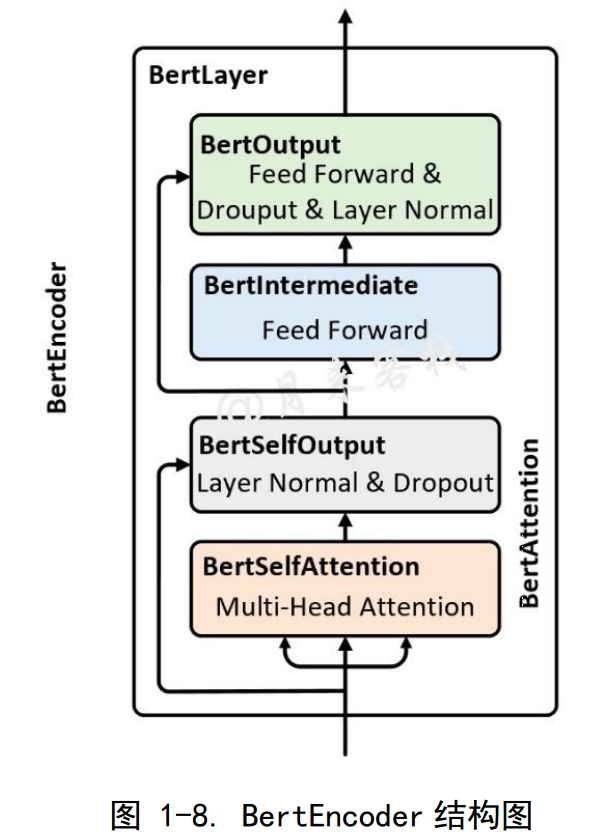 BertLayer
BertOutput
Feed Forward &
Drouput & Layer Normal
BertIntermediate
Feed Forward
@月来客栈
BertSelfOutput
Layer Normal & Dropout
BertSelfAttention
Multi-Head Attention
BertEncoder
BertAttention
图 1-8. BertEncoder 结构图